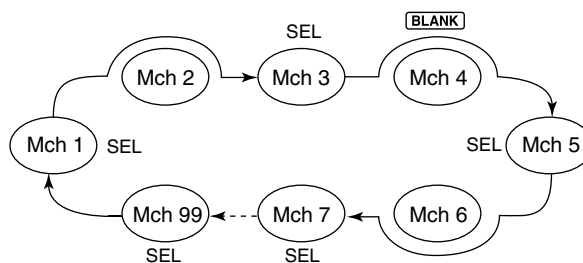 BLANK
SEL
Mch 2
Mch 3
Mch 4
Mch 1
SEL
SEL
Mch 5
Mch 99
Mch 7
Mch 6
SEL
SEL